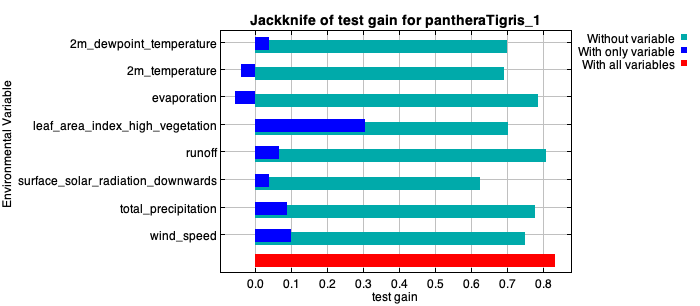 Jackknife of test gain for pantheraTigris_1
Without variable
With only variable
With all variables
Environmental Variable
2m_dewpoint_temperature
2m_temperature
evaporation
leaf_area_index_high_vegetation
runoff
surface_solar_radiation_downwards
total_precipitation
wind_speed
0.0 0.1 0.2 0.3 0.4 0.5 0.6 0.7 0.8
test gain